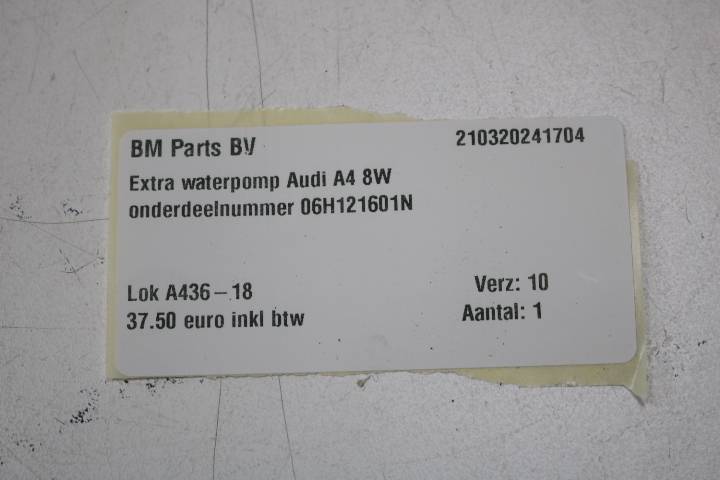 BM Parts BV 210320241704
Extra waterpomp Audi A4 8W
onderdeelnummer 06H121601N
Lok A436-18 Verz: 10
37.50 euro inkl btw Aantal: 1